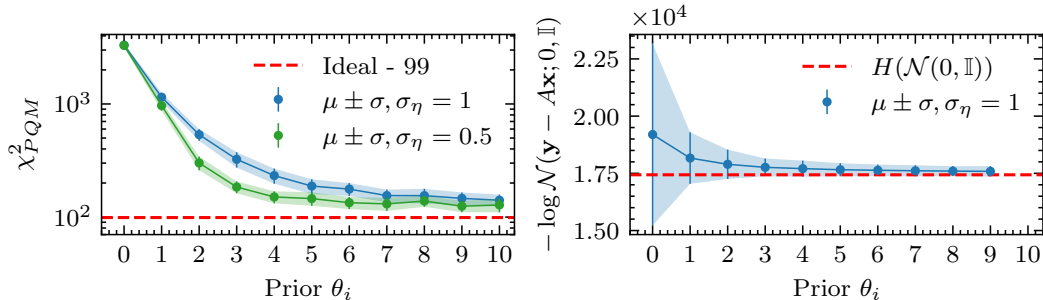 10³
10²
χ²_{PQM}
0 1 2 3 4 5 6 7 8 9 10
Prior θ_i
Ideal - 99
μ ± σ, σ_η = 1
μ ± σ, σ_η = 0.5
×10⁴
2.25
2.00
1.75
1.50
− log 𝒩(y − Ax; 0, 𝕀)
0 1 2 3 4 5 6 7 8 9 10
Prior θ_i
H(𝒩(0, 𝕀))
μ ± σ, σ_η = 1